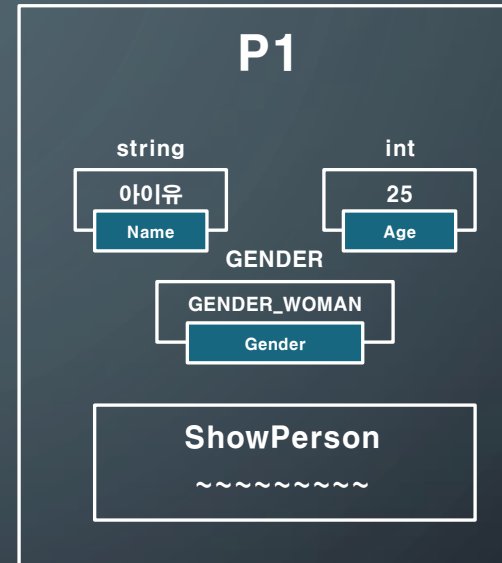 P1
string
int
아이유
25
Name
Age
GENDER
GENDER_WOMAN
Gender
ShowPerson
~~~~~~~~~